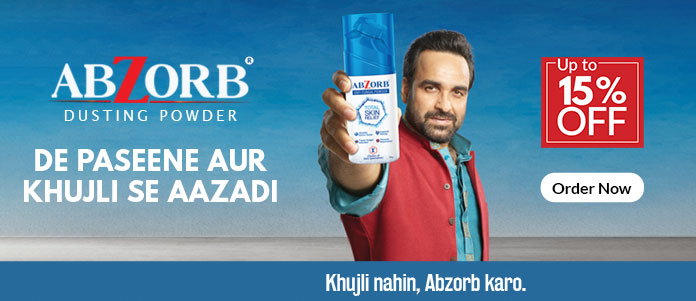 ABZORB®
DUSTING POWDER
DE PASEENE AUR
KHUJLI SE AAZADI
ABZORB
TOTAL
SKIN
RELIEF
Up to
15%
OFF
Order Now
Khujli nahin, Abzorb karo.